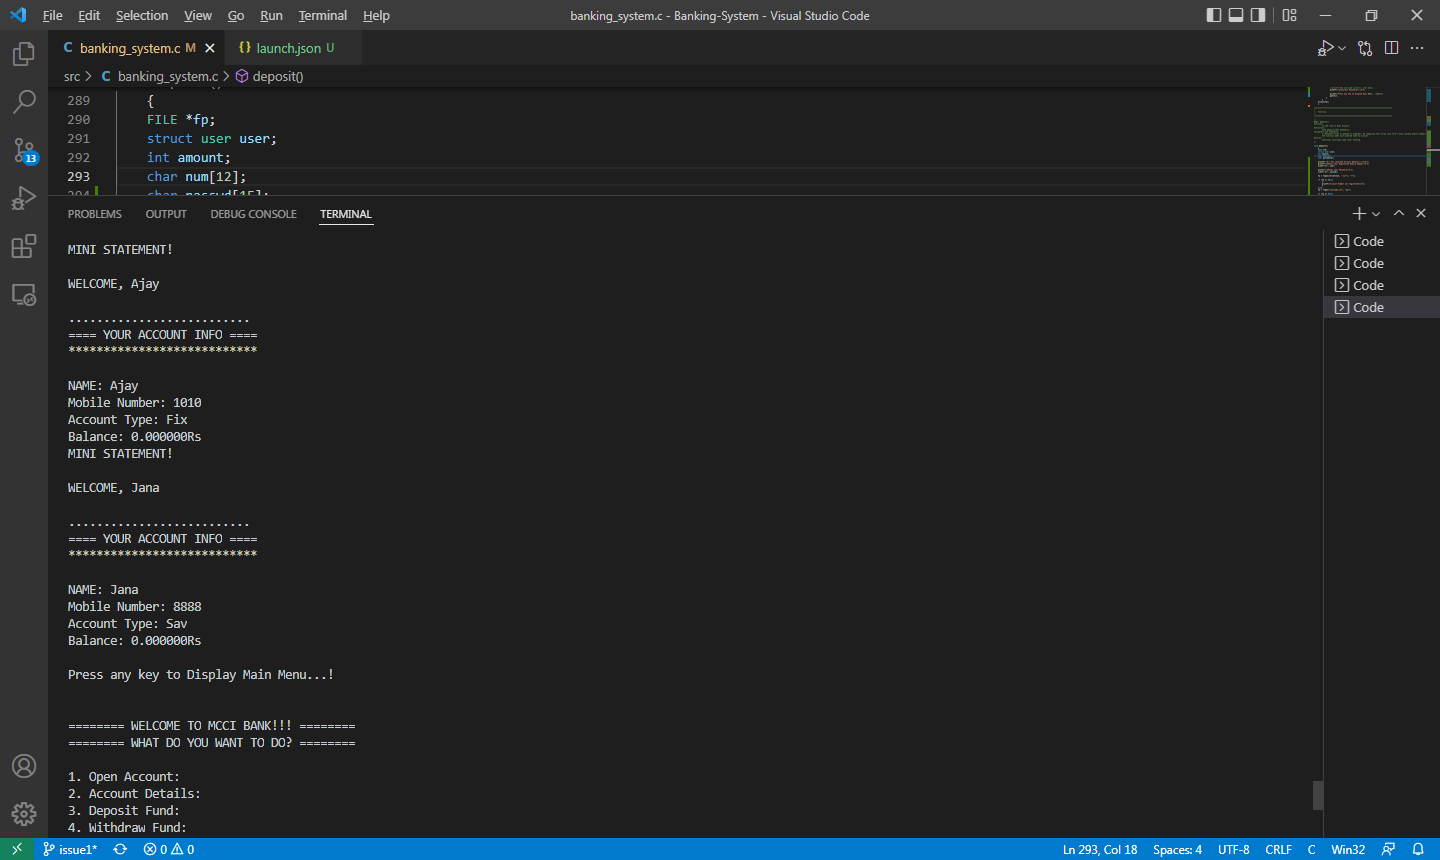 File Edit Selection View Go Run Terminal Help banking_system.c - Banking-System - Visual Studio Code
C banking_system.c M launch.json U
src > C banking_system.c > deposit()
289 {
290 FILE *fp;
291 struct user user;
292 int amount;
293 char num[12];
13
PROBLEMS OUTPUT DEBUG CONSOLE TERMINAL
MINI STATEMENT!
WELCOME, Ajay
..........................
==== YOUR ACCOUNT INFO ====
***************************
NAME: Ajay
Mobile Number: 1010
Account Type: Fix
Balance: 0.000000Rs
MINI STATEMENT!
WELCOME, Jana
..........................
==== YOUR ACCOUNT INFO ====
***************************
NAME: Jana
Mobile Number: 8888
Account Type: Sav
Balance: 0.000000Rs
Press any key to Display Main Menu...!
======== WELCOME TO MCCI BANK!!! ========
======== WHAT DO YOU WANT TO DO? ========
1. Open Account:
2. Account Details:
3. Deposit Fund:
4. Withdraw Fund:
Code
Code
Code
Code
issue1* 0 0 Ln 293, Col 18 Spaces: 4 UTF-8 CRLF C Win32